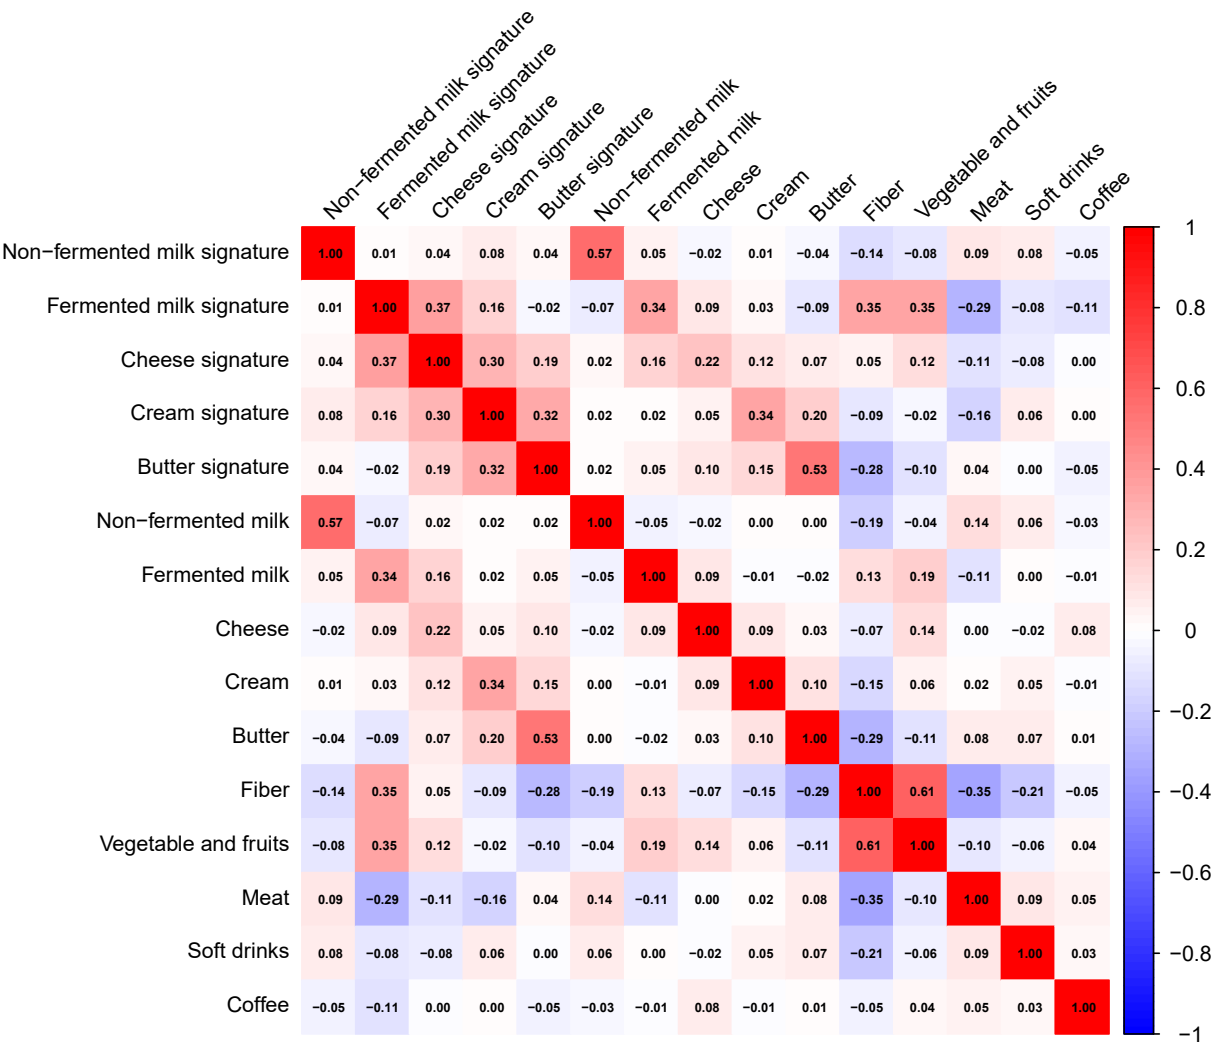 Non−fermented milk signature
Fermented milk signature
Cheese signature
Cream signature
Butter signature
Non−fermented milk
Fermented milk
Cheese
Cream
Butter
Fiber
Vegetable and fruits
Meat
Soft drinks
Coffee
Non−fermented milk signature 1.00 0.01 0.04 0.08 0.04 0.57 0.05 −0.02 0.01 −0.04 −0.14 −0.08 0.09 0.08 −0.05
Fermented milk signature 0.01 1.00 0.37 0.16 −0.02 −0.07 0.34 0.09 0.03 −0.09 0.35 0.35 −0.29 −0.08 −0.11
Cheese signature 0.04 0.37 1.00 0.30 0.19 0.02 0.16 0.22 0.12 0.07 0.05 0.12 −0.11 −0.08 0.00
Cream signature 0.08 0.16 0.30 1.00 0.32 0.02 0.02 0.05 0.34 0.20 −0.09 −0.02 −0.16 0.06 0.00
Butter signature 0.04 −0.02 0.19 0.32 1.00 0.02 0.05 0.10 0.15 0.53 −0.28 −0.10 0.04 0.00 −0.05
Non−fermented milk 0.57 −0.07 0.02 0.02 0.02 1.00 −0.05 −0.02 0.00 0.00 −0.19 −0.04 0.14 0.06 −0.03
Fermented milk 0.05 0.34 0.16 0.02 0.05 −0.05 1.00 0.09 −0.01 −0.02 0.13 0.19 −0.11 0.00 −0.01
Cheese −0.02 0.09 0.22 0.05 0.10 −0.02 0.09 1.00 0.09 0.03 −0.07 0.14 0.00 −0.02 0.08
Cream 0.01 0.03 0.12 0.34 0.15 0.00 −0.01 0.09 1.00 0.10 −0.15 0.06 0.02 0.05 −0.01
Butter −0.04 −0.09 0.07 0.20 0.53 0.00 −0.02 0.03 0.10 1.00 −0.29 −0.11 0.08 0.07 0.01
Fiber −0.14 0.35 0.05 −0.09 −0.28 −0.19 0.13 −0.07 −0.15 −0.29 1.00 0.61 −0.35 −0.21 −0.05
Vegetable and fruits −0.08 0.35 0.12 −0.02 −0.10 −0.04 0.19 0.14 0.06 −0.11 0.61 1.00 −0.10 −0.06 0.04
Meat 0.09 −0.29 −0.11 −0.16 0.04 0.14 −0.11 0.00 0.02 0.08 −0.35 −0.10 1.00 0.09 0.05
Soft drinks 0.08 −0.08 −0.08 0.06 0.00 0.06 0.00 −0.02 0.05 0.07 −0.21 −0.06 0.09 1.00 0.03
Coffee −0.05 −0.11 0.00 0.00 −0.05 −0.03 −0.01 0.08 −0.01 0.01 −0.05 0.04 0.05 0.03 1.00
1
0.8
0.6
0.4
0.2
0
−0.2
−0.4
−0.6
−0.8
−1